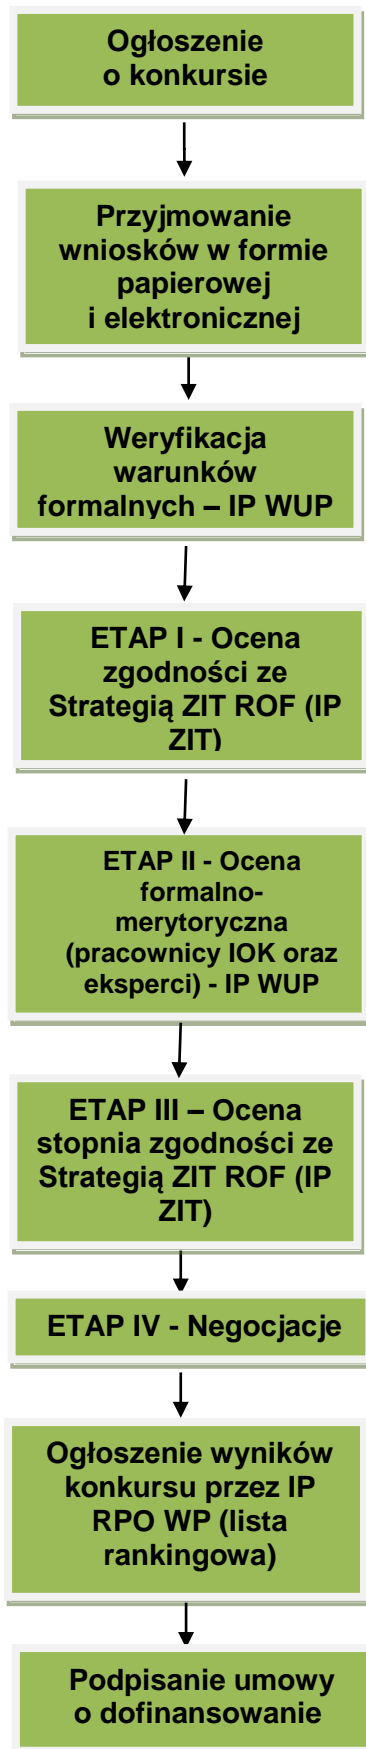 Ogłoszenie
o konkursie
Przyjmowanie
wniosków w formie
papierowej
i elektronicznej
Weryfikacja
warunków
formalnych – IP WUP
ETAP I - Ocena
zgodności ze
Strategią ZIT ROF (IP
ZIT)
ETAP II - Ocena
formalno-
merytoryczna
(pracownicy IOK oraz
eksperci) - IP WUP
ETAP III – Ocena
stopnia zgodności ze
Strategią ZIT ROF (IP
ZIT)
ETAP IV - Negocjacje
Ogłoszenie wyników
konkursu przez IP
RPO WP (lista
rankingowa)
Podpisanie umowy
o dofinansowanie